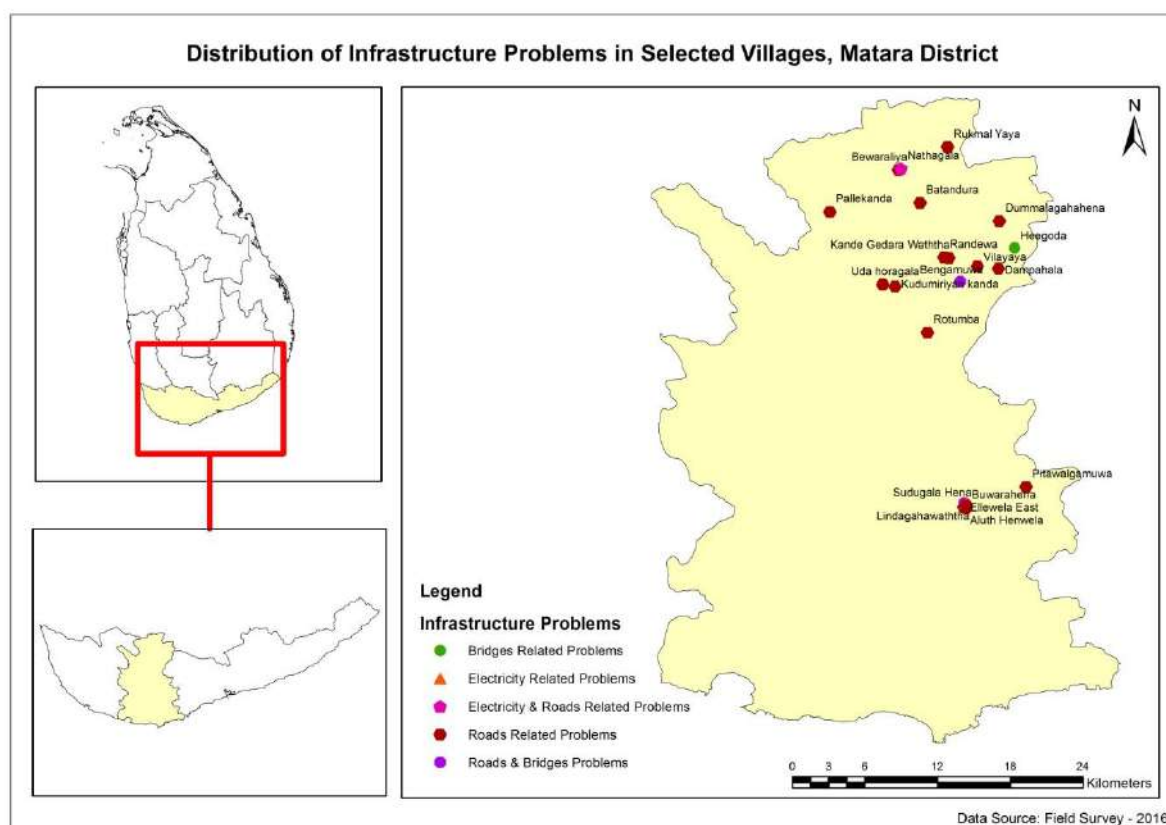 Distribution of Infrastructure Problems in Selected Villages, Matara District
N
Rukmal Yaya
Bewaraliya
Nathagala
Batandura
Pallekanda
Dummalagahahena
Heegoda
Kande Gedara Waththa
Randewa
Vilayaya
Uda horagala
Bengamuwa
Dampahala
Kudumiriyan kanda
Rotumba
Pitawalgamuwa
Sudugala Hena
Buwarahena
Ellewela East
Lindagahawaththa
Aluth Henwela
Legend
Infrastructure Problems
Bridges Related Problems
Electricity Related Problems
Electricity & Roads Related Problems
Roads Related Problems
Roads & Bridges Problems
0 3 6 12 18 24
Kilometers
Data Source: Field Survey - 2016